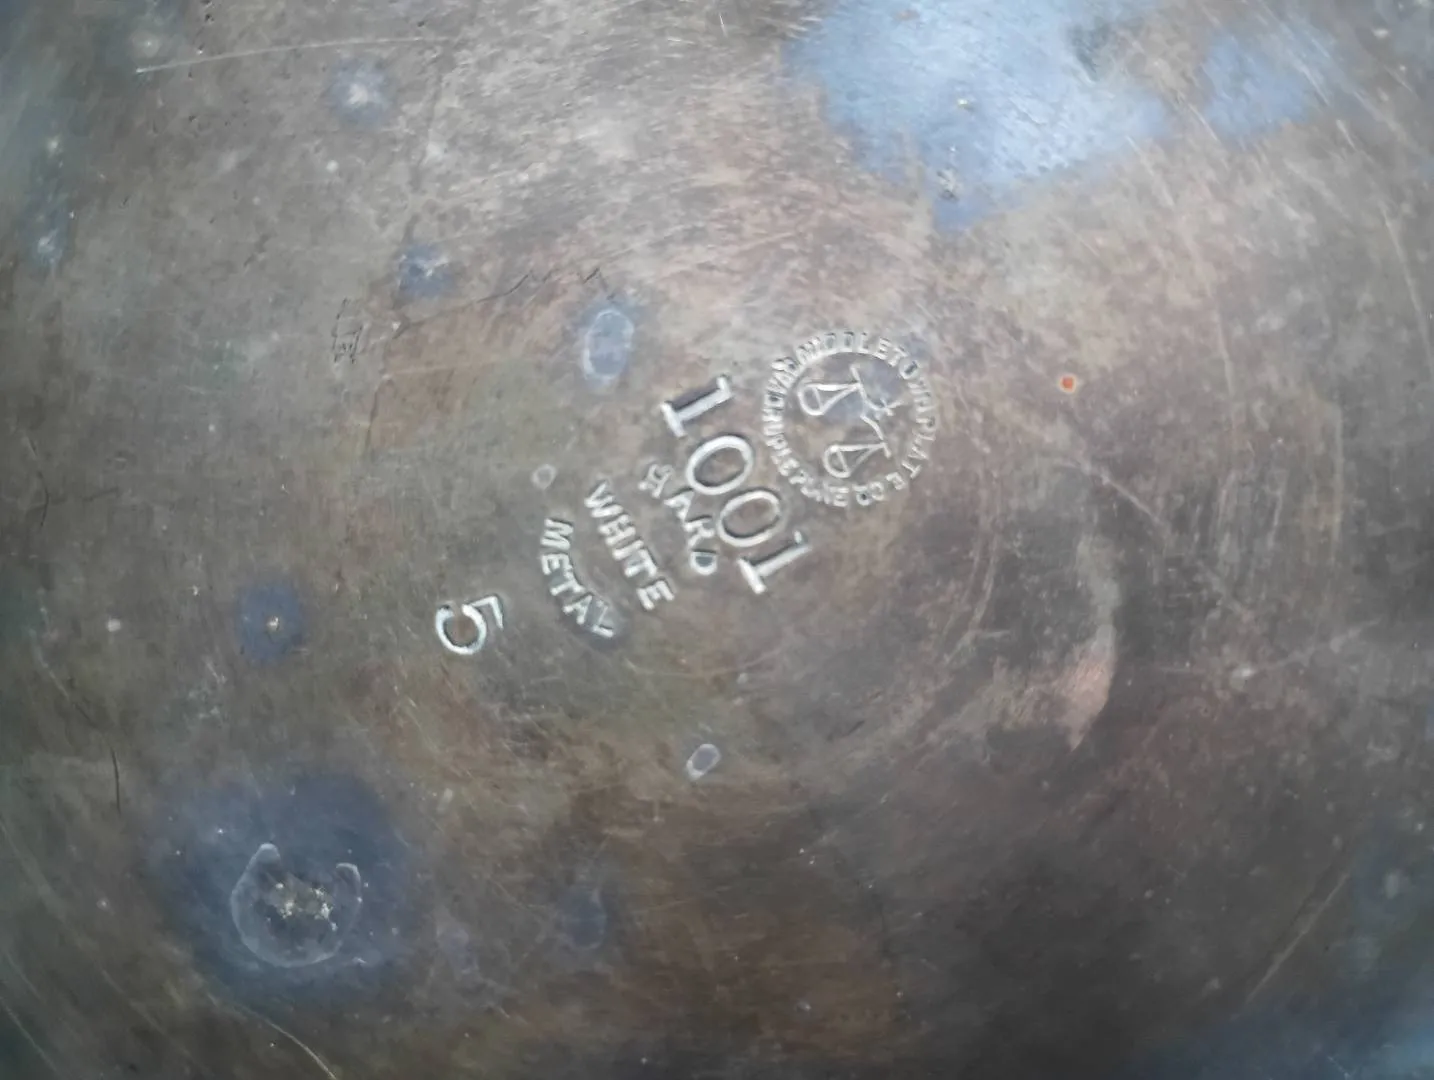 MIDDLETOWN PLATE CO
1001
HARD
WHITE
METAL
5